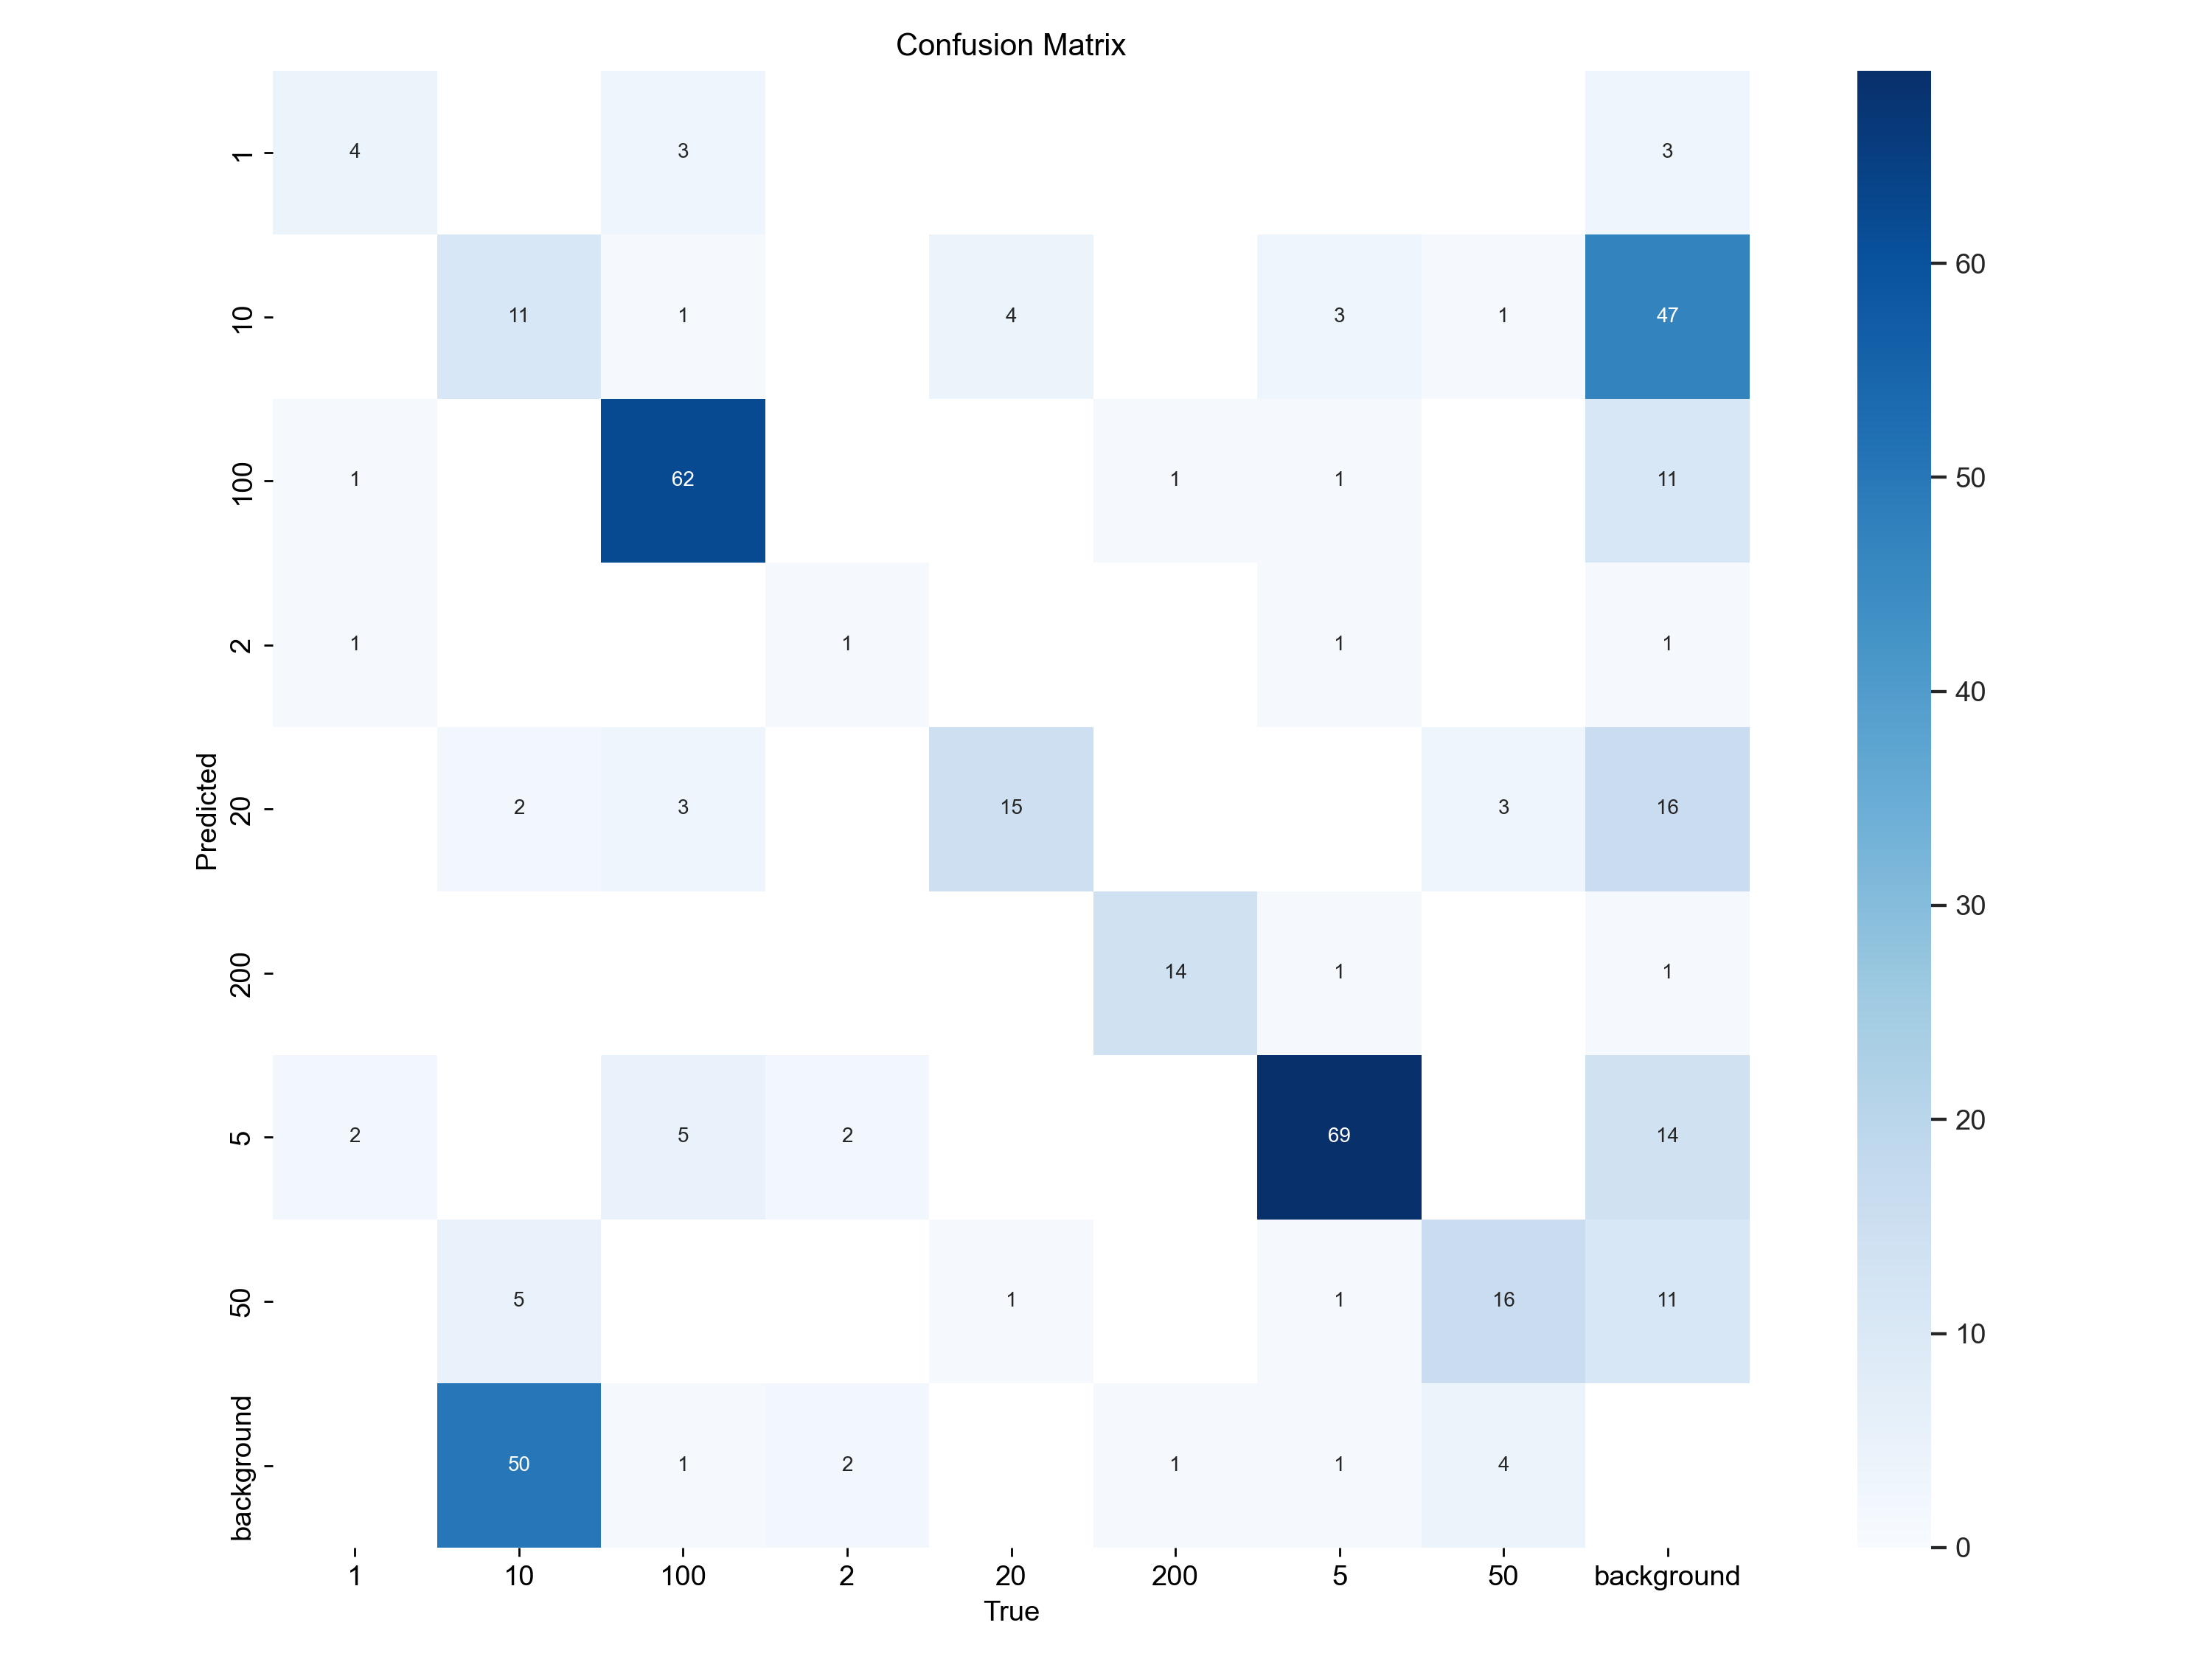 Confusion Matrix
1 4 3 3
10 11 1 4 3 1 47
100 1 62 1 1 11
2 1 1 1 1
20 2 3 15 3 16
200 14 1 1
5 2 5 2 69 14
50 5 1 1 16 11
background 50 1 2 1 1 4
1 10 100 2 20 200 5 50 background
True
Predicted
60
50
40
30
20
10
0